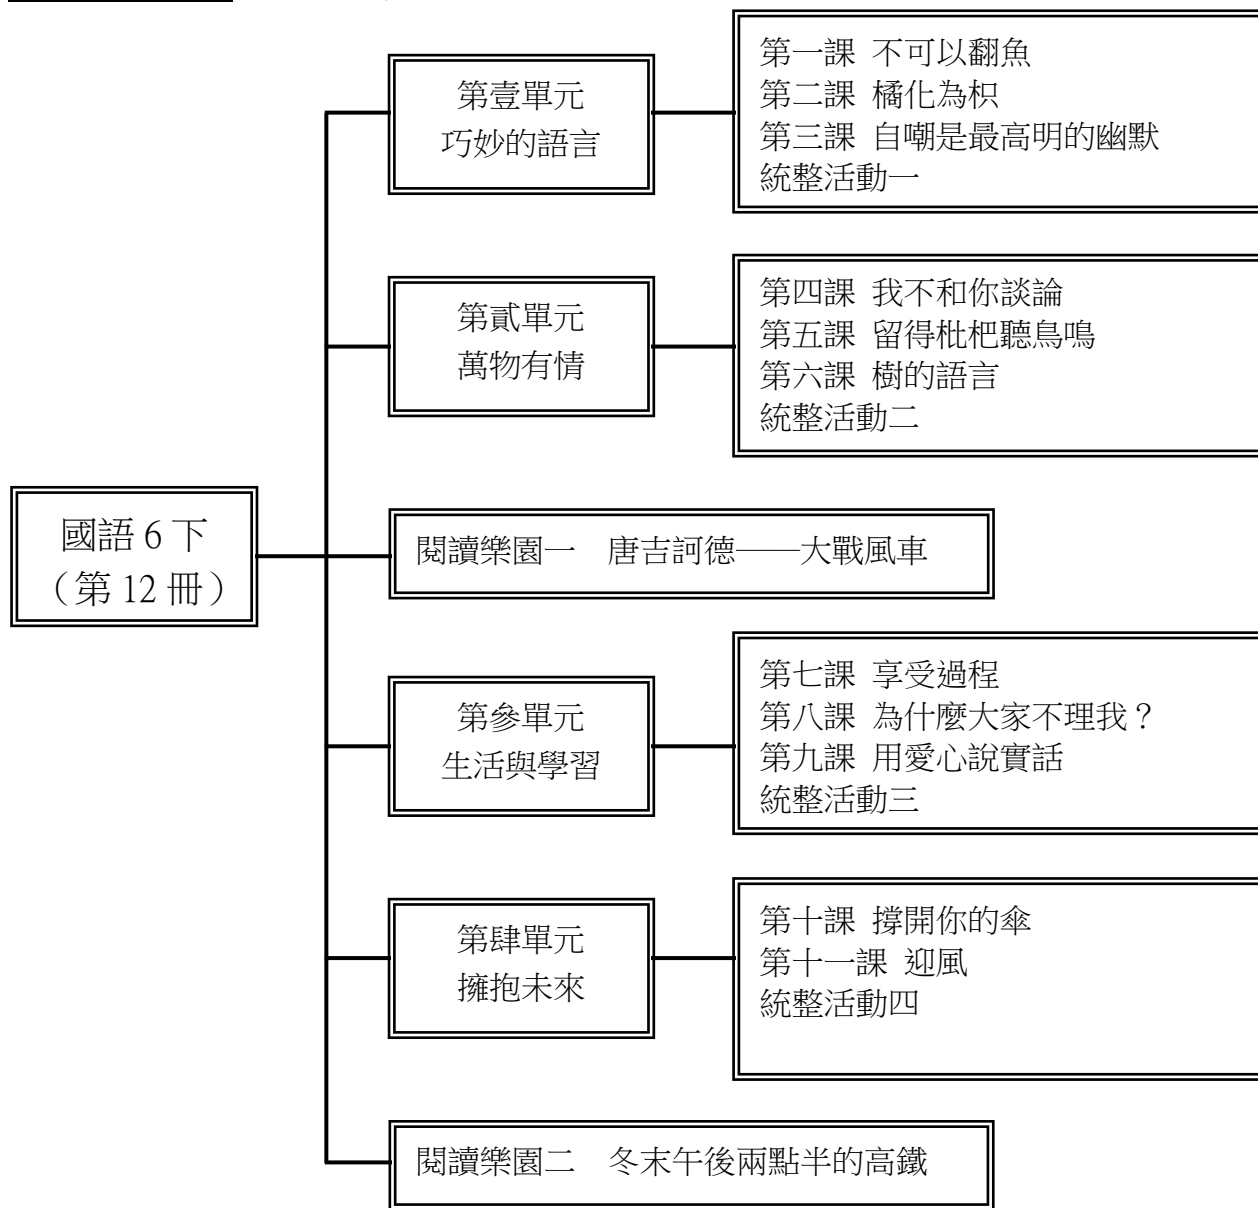 第壹單元
巧妙的語言
第一課 不可以翻魚
第二課 橘化為枳
第三課 自嘲是最高明的幽默
統整活動一
第貳單元
萬物有情
第四課 我不和你談論
第五課 留得枇杷聽鳥鳴
第六課 樹的語言
統整活動二
國語 6 下
（第 12 冊）
閱讀樂園一 唐吉訶德——大戰風車
第參單元
生活與學習
第七課 享受過程
第八課 為什麼大家不理我？
第九課 用愛心說實話
統整活動三
第肆單元
擁抱未來
第十課 撐開你的傘
第十一課 迎風
統整活動四
閱讀樂園二 冬末午後兩點半的高鐵